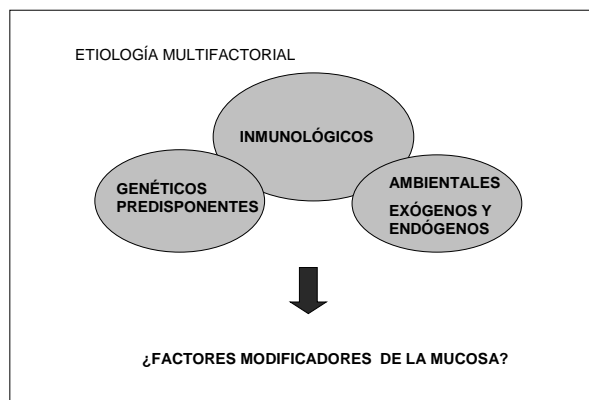 ETIOLOGÍA MULTIFACTORIAL
INMUNOLÓGICOS
GENÉTICOS
PREDISPONENTES
AMBIENTALES
EXÓGENOS Y
ENDÓGENOS
¿FACTORES MODIFICADORES DE LA MUCOSA?